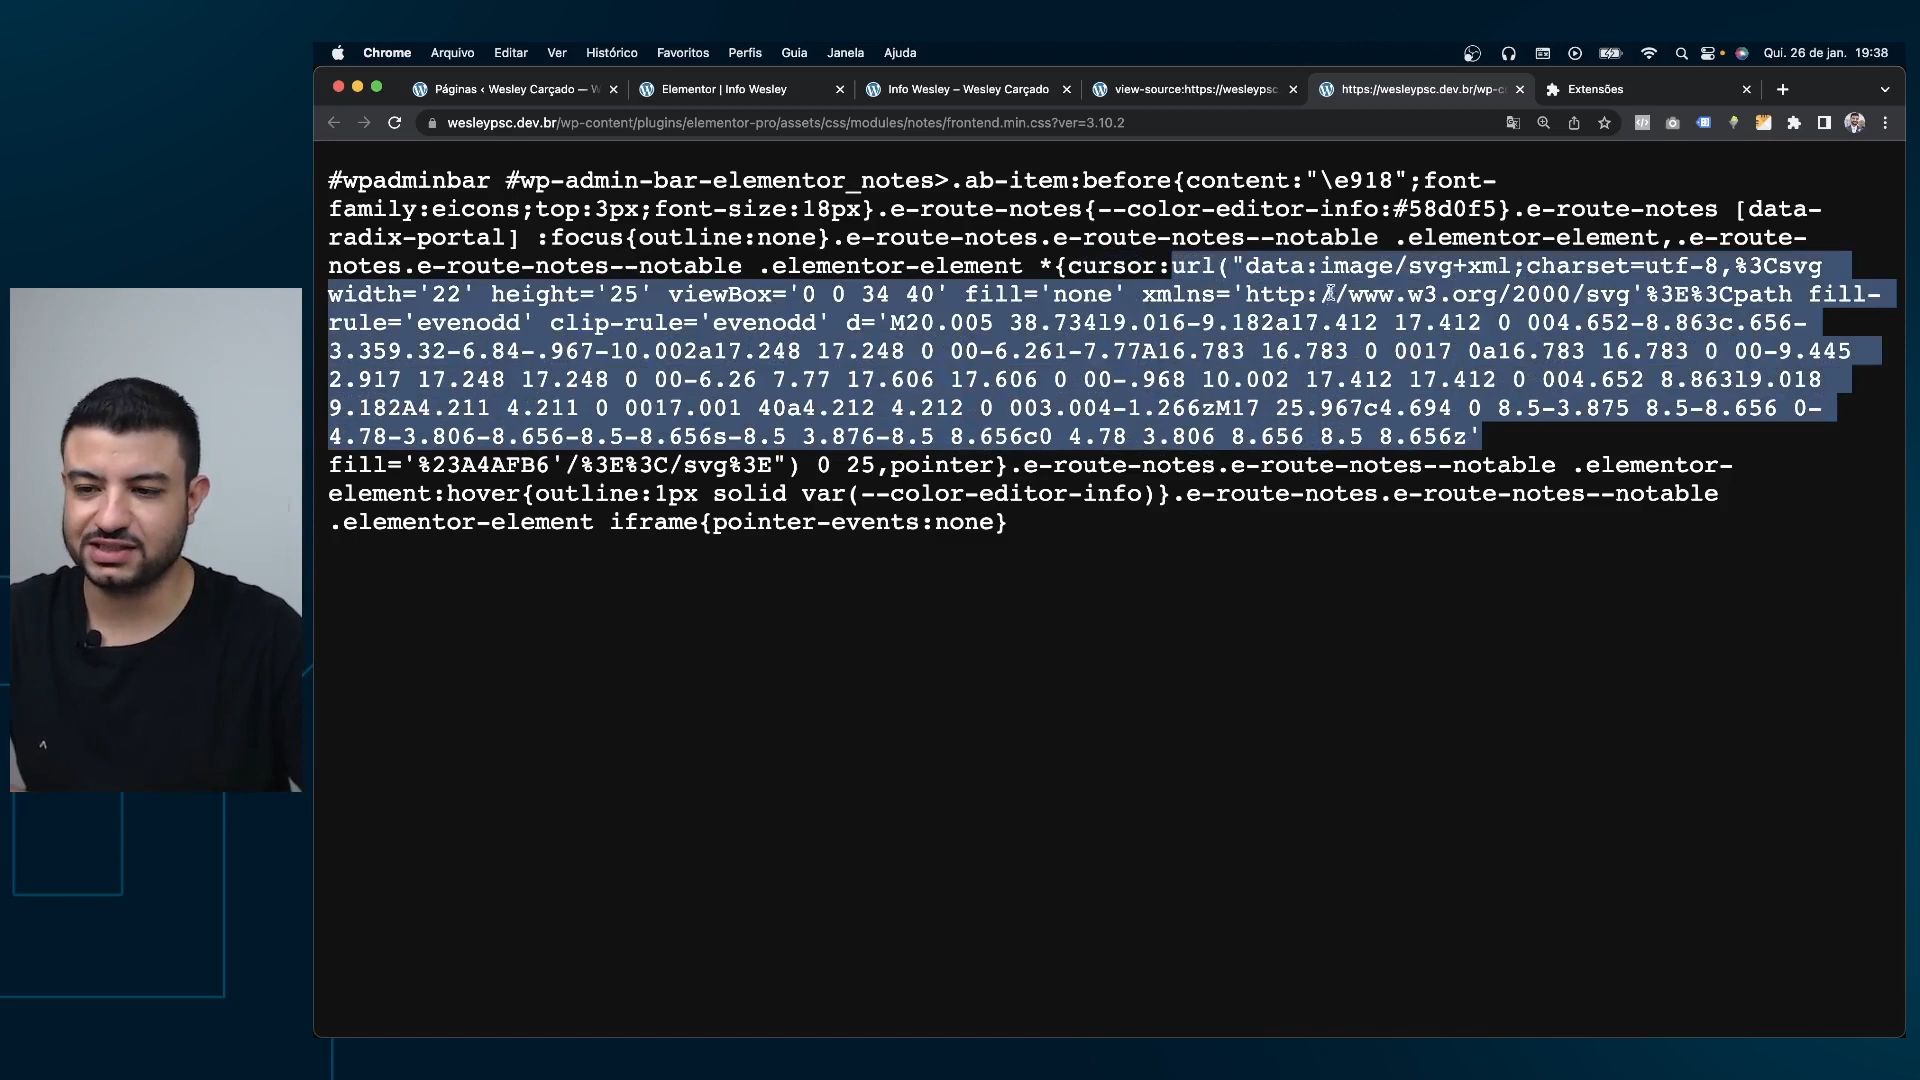 Chrome Arquivo Editar Ver Histórico Favoritos Perfis Guia Janela Ajuda Qui. 26 de jan. 19:38
Páginas ‹ Wesley Carçado — W Elementor | Info Wesley Info Wesley – Wesley Carçado view-source:https://wesleypsc https://wesleypsc.dev.br/wp-c Extensões
wesleypsc.dev.br/wp-content/plugins/elementor-pro/assets/css/modules/notes/frontend.min.css?ver=3.10.2
#wpadminbar #wp-admin-bar-elementor_notes>.ab-item:before{content:"\e918";font-
family:eicons;top:3px;font-size:18px}.e-route-notes{--color-editor-info:#58d0f5}.e-route-notes [data-
radix-portal] :focus{outline:none}.e-route-notes.e-route-notes--notable .elementor-element,.e-route-
notes.e-route-notes--notable .elementor-element *{cursor:url("data:image/svg+xml;charset=utf-8,%3Csvg
width='22' height='25' viewBox='0 0 34 40' fill='none' xmlns='http://www.w3.org/2000/svg'%3E%3Cpath fill-
rule='evenodd' clip-rule='evenodd' d='M20.005 38.734l9.016-9.182a17.412 17.412 0 004.652-8.863c.656-
3.359.32-6.84-.967-10.002a17.248 17.248 0 00-6.261-7.77A16.783 16.783 0 0017 0a16.783 16.783 0 00-9.445
2.917 17.248 17.248 0 00-6.26 7.77 17.606 17.606 0 00-.968 10.002 17.412 17.412 0 004.652 8.863l9.018
9.182A4.211 4.211 0 0017.001 40a4.212 4.212 0 003.004-1.266zM17 25.967c4.694 0 8.5-3.875 8.5-8.656 0-
4.78-3.806-8.656-8.5-8.656s-8.5 3.876-8.5 8.656c0 4.78 3.806 8.656 8.5 8.656z'
fill='%23A4AFB6'/%3E%3C/svg%3E") 0 25,pointer}.e-route-notes.e-route-notes--notable .elementor-
element:hover{outline:1px solid var(--color-editor-info)}.e-route-notes.e-route-notes--notable
.elementor-element iframe{pointer-events:none}